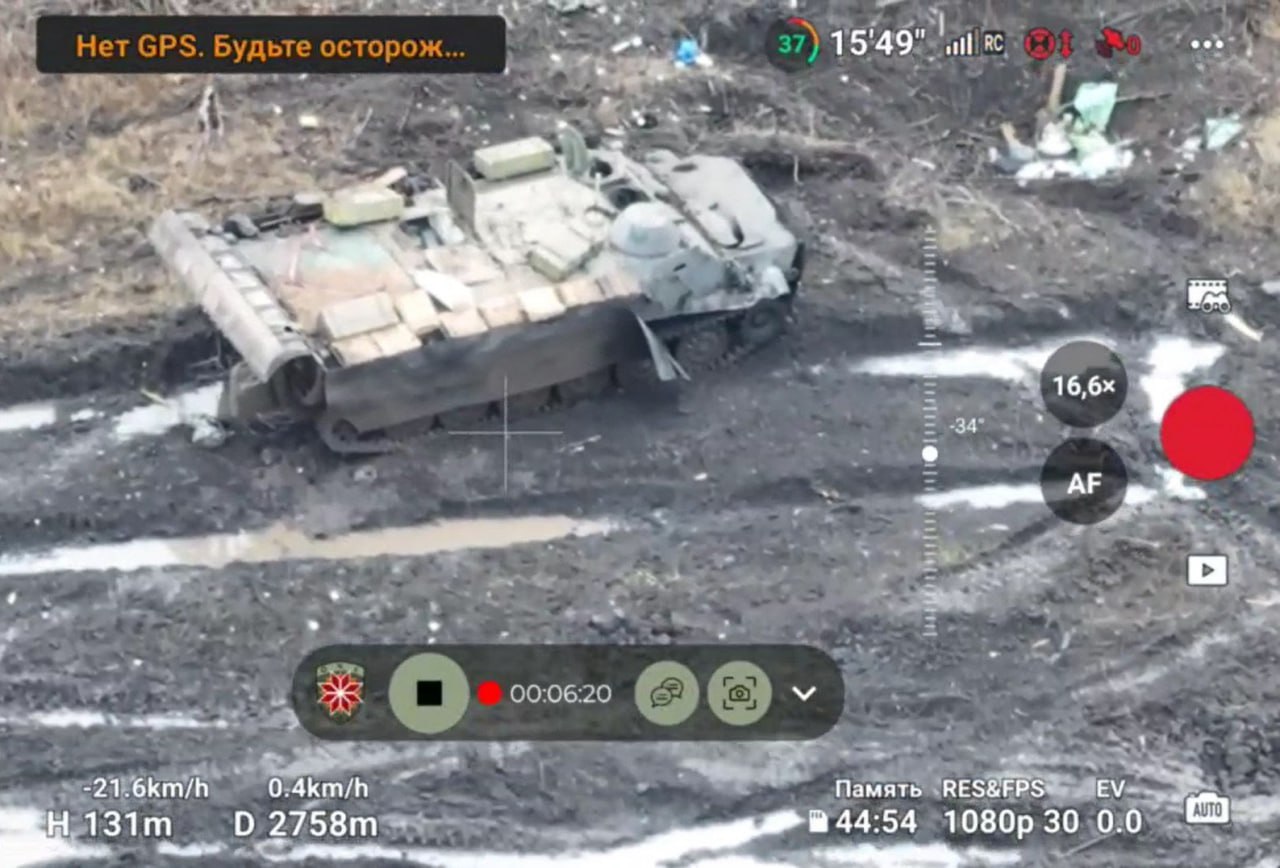 Нет GPS. Будьте осторож...
37 15'49" RC 0
16,6×
-34°
AF
00:06:20
-21.6km/h 0.4km/h
H 131m D 2758m
Память RES&FPS EV
44:54 1080p 30 0.0
AUTO